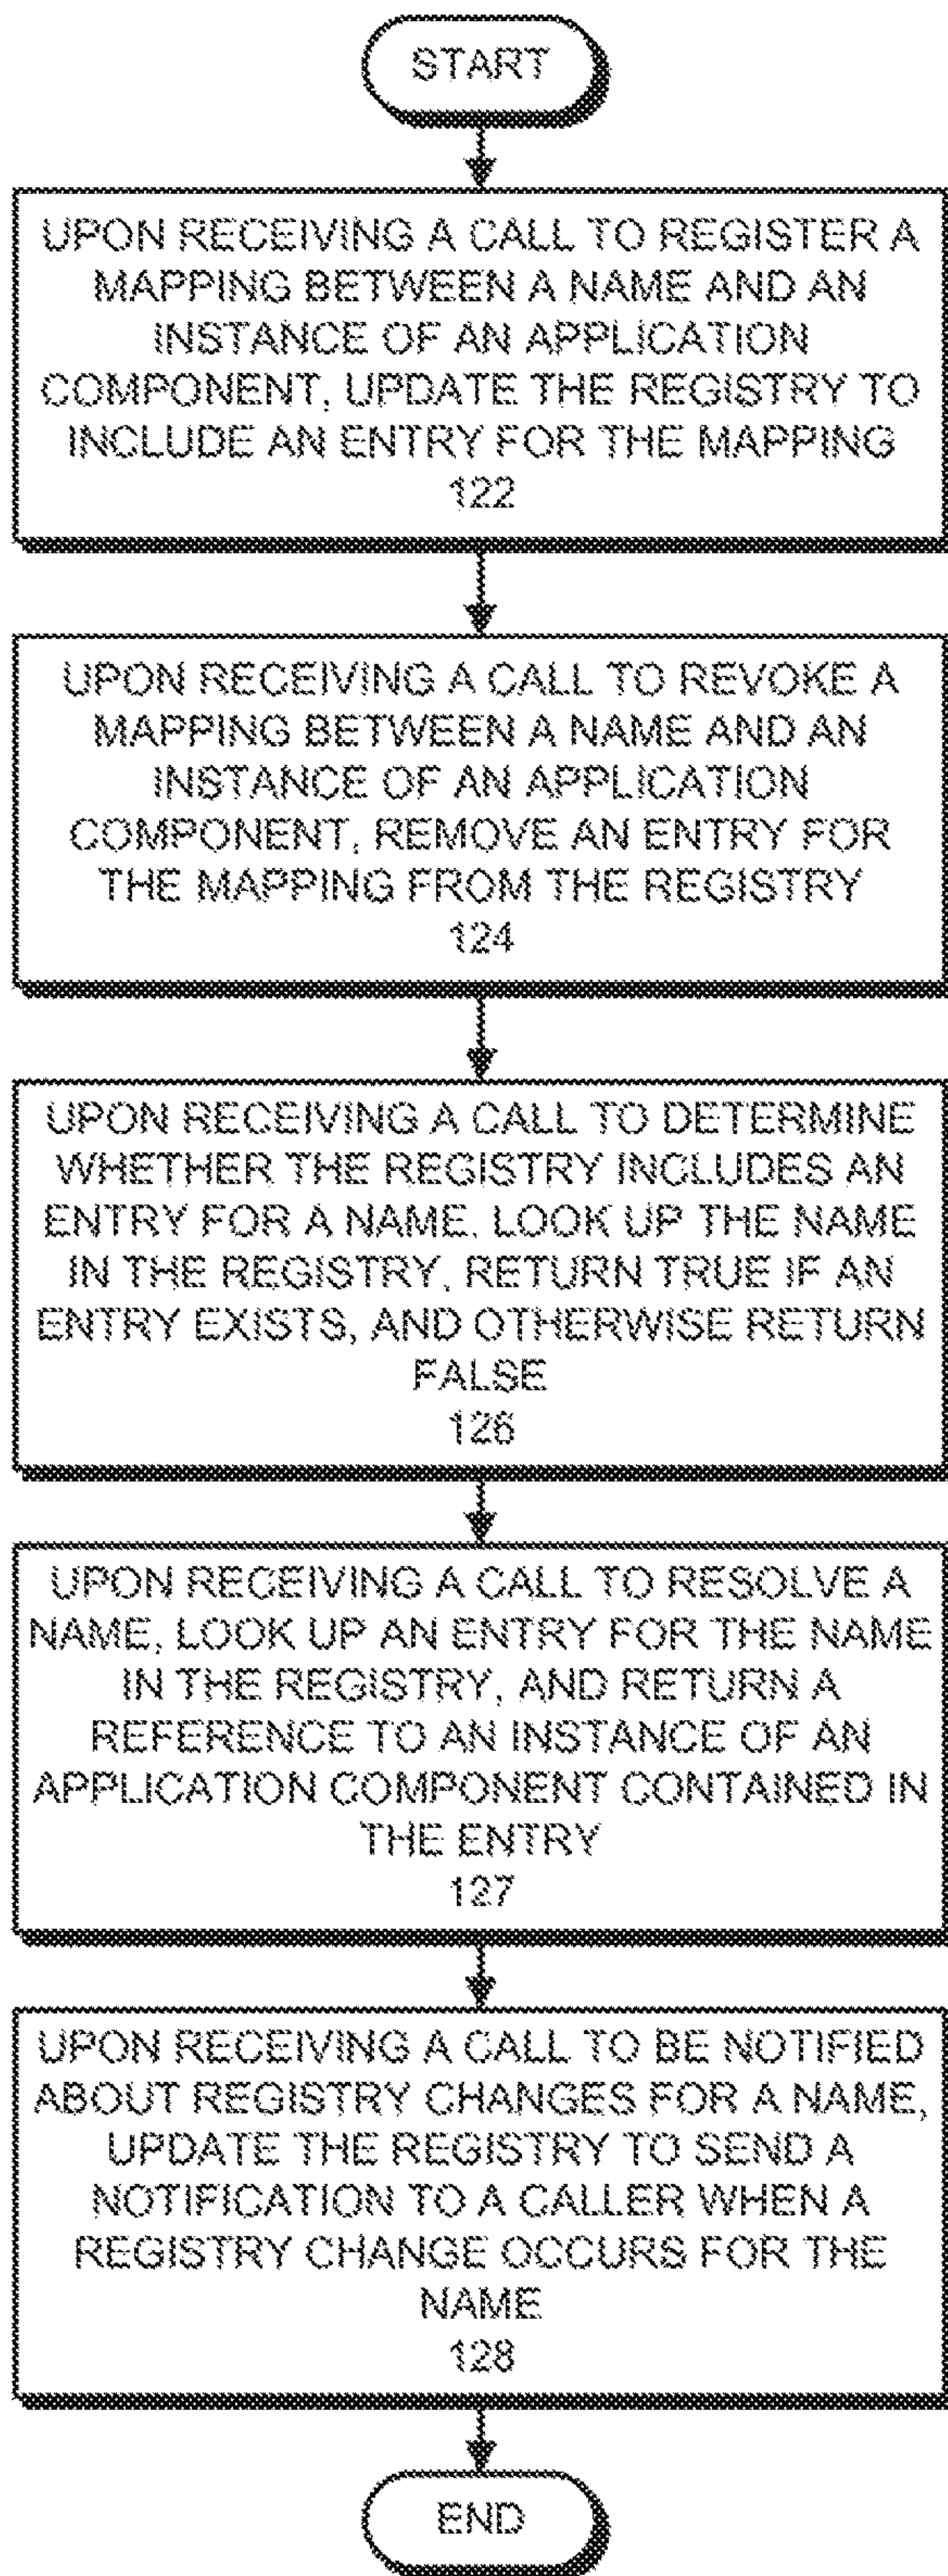 START
UPON RECEIVING A CALL TO REGISTER A
MAPPING BETWEEN A NAME AND AN
INSTANCE OF AN APPLICATION
COMPONENT, UPDATE THE REGISTRY TO
INCLUDE AN ENTRY FOR THE MAPPING
122
UPON RECEIVING A CALL TO REVOKE A
MAPPING BETWEEN A NAME AND AN
INSTANCE OF AN APPLICATION
COMPONENT, REMOVE AN ENTRY FOR
THE MAPPING FROM THE REGISTRY
124
UPON RECEIVING A CALL TO DETERMINE
WHETHER THE REGISTRY INCLUDES AN
ENTRY FOR A NAME, LOOK UP THE NAME
IN THE REGISTRY, RETURN TRUE IF AN
ENTRY EXISTS, AND OTHERWISE RETURN
FALSE
126
UPON RECEIVING A CALL TO RESOLVE A
NAME, LOOK UP AN ENTRY FOR THE NAME
IN THE REGISTRY, AND RETURN A
REFERENCE TO AN INSTANCE OF AN
APPLICATION COMPONENT CONTAINED IN
THE ENTRY
127
UPON RECEIVING A CALL TO BE NOTIFIED
ABOUT REGISTRY CHANGES FOR A NAME,
UPDATE THE REGISTRY TO SEND A
NOTIFICATION TO A CALLER WHEN A
REGISTRY CHANGE OCCURS FOR THE
NAME
128
END